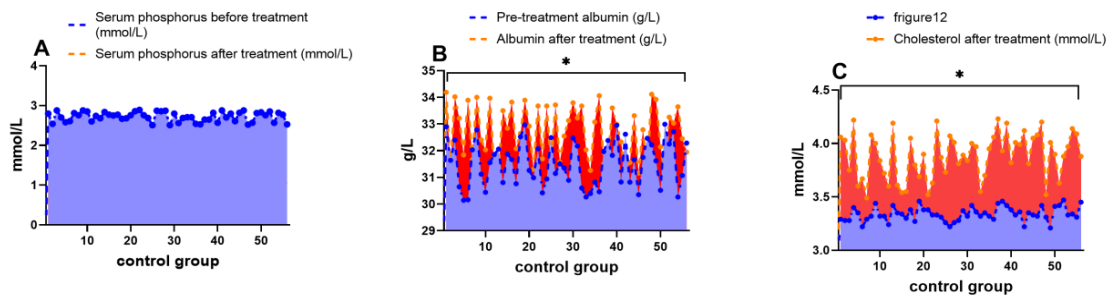 Serum phosphorus before treatment
(mmol/L)
Serum phosphorus after treatment (mmol/L)
A
mmol/L
4
3
2
1
0
10 20 30 40 50
control group
Pre-treatment albumin (g/L)
Albumin after treatment (g/L)
B
*
g/L
35
34
33
32
31
30
29
10 20 30 40 50
control group
frigure12
Cholesterol after treatment (mmol/L)
C
*
mmol/L
4.5
4.0
3.5
3.0
10 20 30 40 50
control group